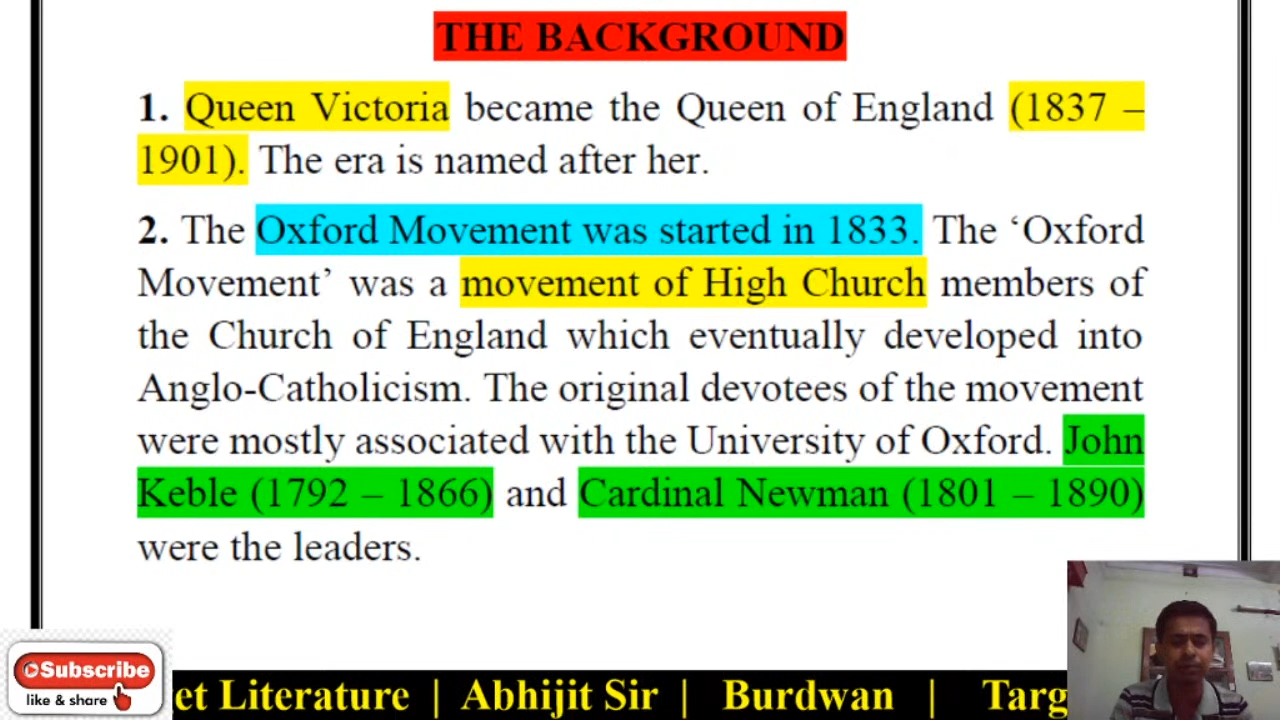 THE BACKGROUND
1. Queen Victoria became the Queen of England (1837 –
1901). The era is named after her.
2. The Oxford Movement was started in 1833. The ‘Oxford
Movement’ was a movement of High Church members of
the Church of England which eventually developed into
Anglo-Catholicism. The original devotees of the movement
were mostly associated with the University of Oxford. John
Keble (1792 – 1866) and Cardinal Newman (1801 – 1890)
were the leaders.
Subscribe
like & share
et Literature | Abhijit Sir | Burdwan | Targ